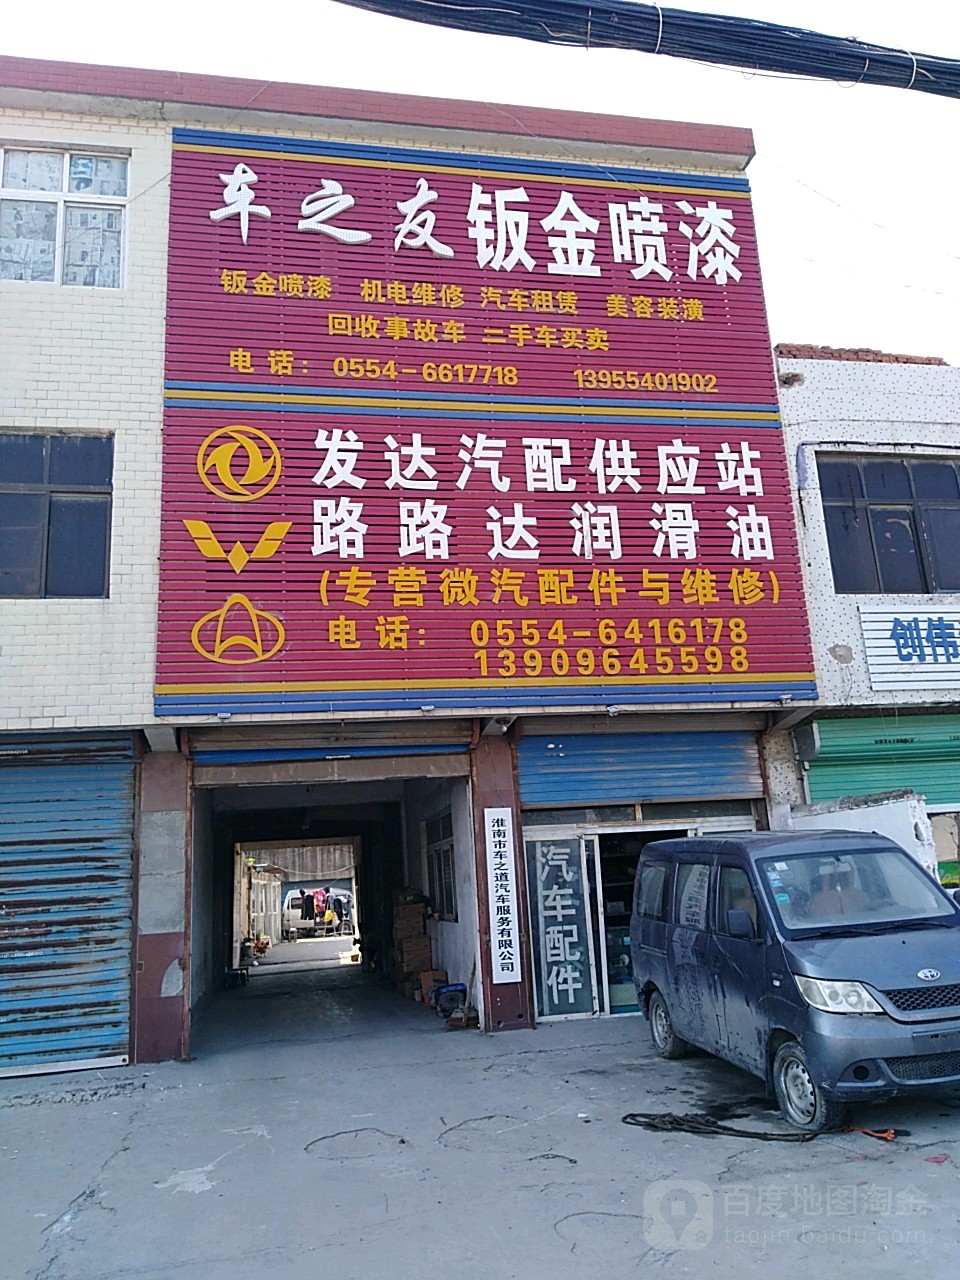 车之友钣金喷漆
钣金喷漆 机电维修 汽车租赁 美容装潢
回收事故车 二手车买卖
电话：0554-6617718 13955401902
发达汽配供应站
路路达润滑油
(专营微汽配件与维修)
电话：0554-6416178
13909645598
创伟
淮南市车之道汽车服务有限公司
汽车配件
百度地图淘金
taojin.baidu.com